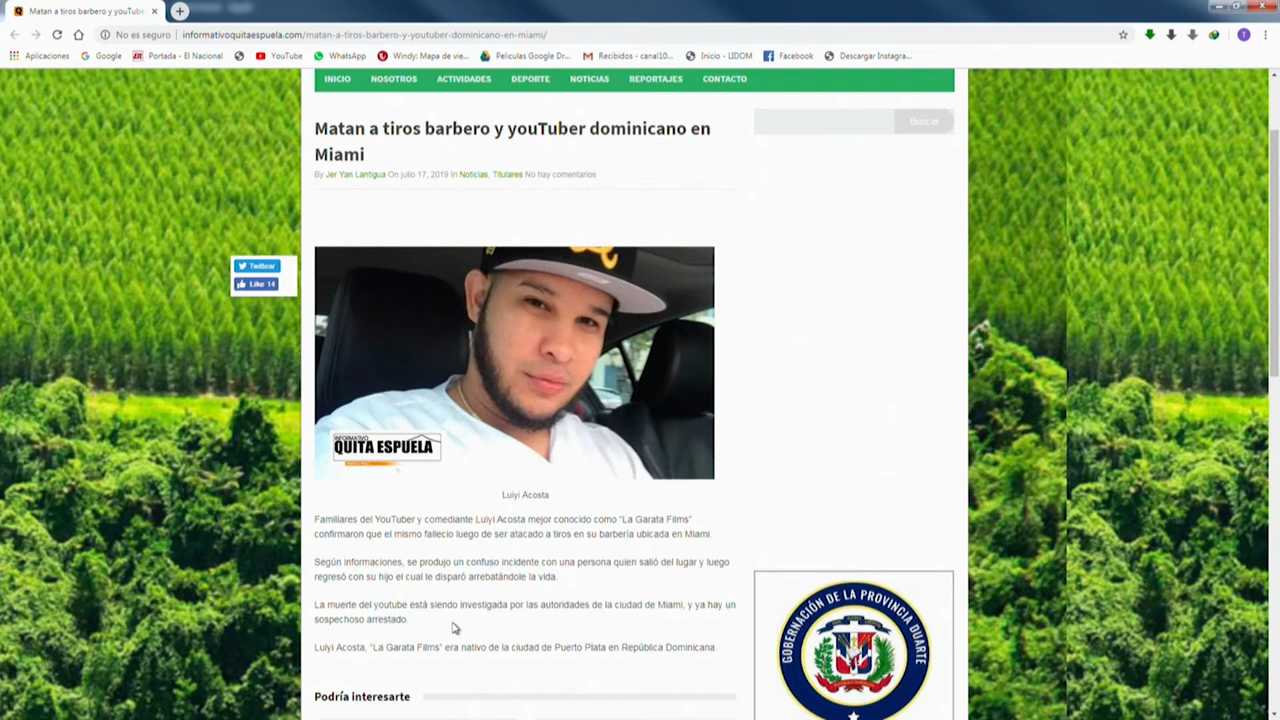 Matan a tiros barbero y youTube
No es seguro
informativoquitaespuela.com/matan-a-tiros-barbero-y-youtuber-dominicano-en-miami/
T
Aplicaciones
Google
Portada - El Nacional
YouTube
WhatsApp
Windy: Mapa de vie...
Peliculas Google Dr...
Recibidos - canal10...
Inicio - LIDOM
Facebook
Descargar Instagra...
INICIO NOSOTROS ACTIVIDADES DEPORTE NOTICIAS REPORTAJES CONTACTO
Matan a tiros barbero y youTuber dominicano en
Miami
By Jer Yan Lantigua On julio 17, 2019 In Noticias, Titulares No hay comentarios
Buscar
Twittear
Like 14
INFORMATIVO
QUITA ESPUELA
Luiyi Acosta
Familiares del YouTuber y comediante Luiyi Acosta mejor conocido como “La Garata Films”
confirmaron que el mismo fallecio luego de ser atacado a tiros en su barbería ubicada en Miami.
Según informaciones, se produjo un confuso incidente con una persona quien salió del lugar y luego
regresó con su hijo el cual le disparó arrebatándole la vida.
La muerte del youtube está siendo investigada por las autoridades de la ciudad de Miami, y ya hay un
sospechoso arrestado.
Luiyi Acosta, “La Garata Films” era nativo de la ciudad de Puerto Plata en República Dominicana.
Podría interesarte
GOBERNACIÓN DE LA PROVINCIA DUARTE